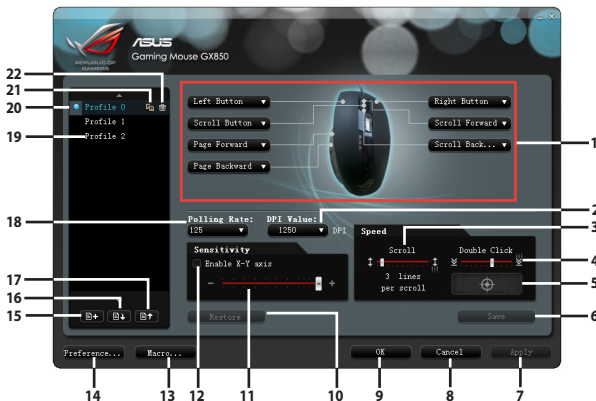 REPUBLIC OF
GAMERS
ASUS
Gaming Mouse GX850
22
21
20
19
Profile 0
Profile 1
Profile 2
Left Button
Scroll Button
Page Forward
Page Backward
Right Button
Scroll Forward
Scroll Back...
1
18
Polling Rate:
125
DPI Value:
1250
DPI
2
Sensitivity
Enable X-Y axis
Speed
Scroll
3 lines
per scroll
Double Click
3
4
5
6
17
16
15
Restore
Save
Preference...
Macro...
OK
Cancel
Apply
14
13
12
11
10
9
8
7